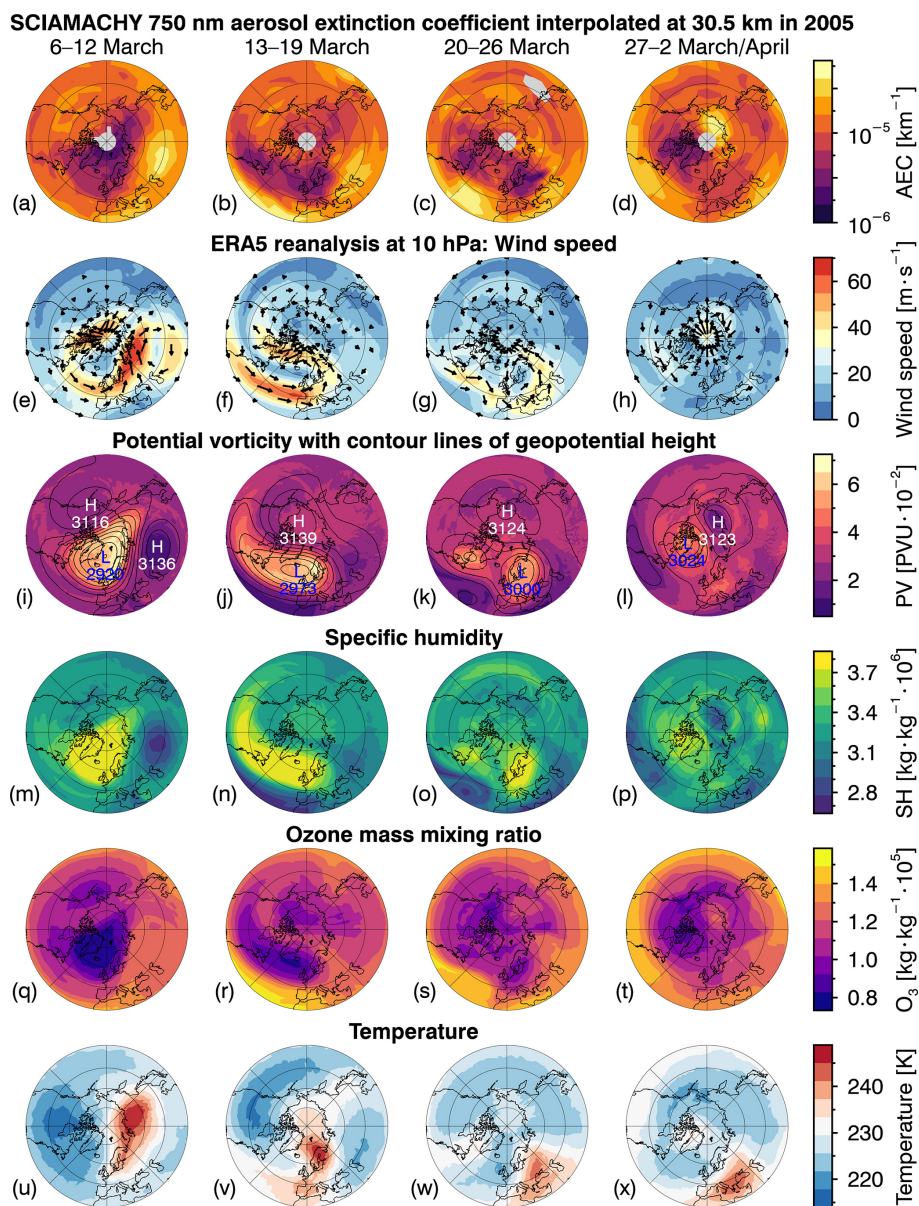 SCIAMACHY 750 nm aerosol extinction coefficient interpolated at 30.5 km in 2005
6–12 March 13–19 March 20–26 March 27–2 March/April
(a) (b) (c) (d)
10⁻⁵
10⁻⁶
AEC [km⁻¹]
ERA5 reanalysis at 10 hPa: Wind speed
(e) (f) (g) (h)
60
40
20
0
Wind speed [m·s⁻¹]
Potential vorticity with contour lines of geopotential height
H
3116
H
3136
L
2920
H
3139
L
2973
H
3124
L
3000
H
3123
L
3024
(i) (j) (k) (l)
6
4
2
PV [PVU·10⁻²]
Specific humidity
(m) (n) (o) (p)
3.7
3.4
3.1
2.8
SH [kg·kg⁻¹·10⁶]
Ozone mass mixing ratio
(q) (r) (s) (t)
1.4
1.2
1.0
0.8
O₃ [kg·kg⁻¹·10⁵]
Temperature
(u) (v) (w) (x)
240
230
220
Temperature [K]